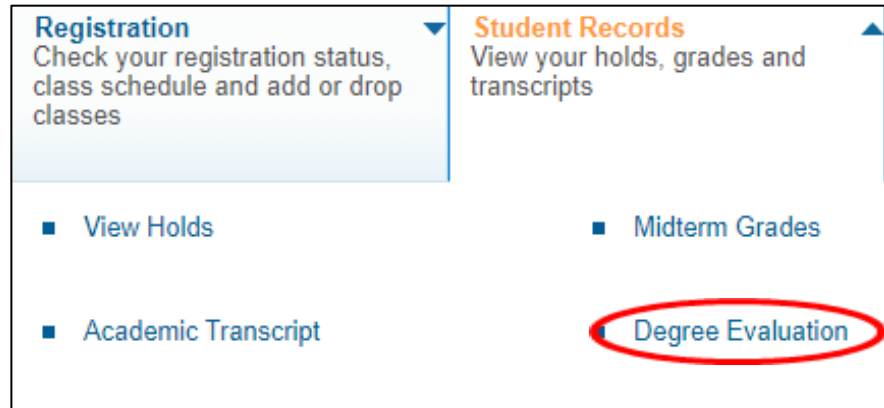 Registration
Check your registration status,
class schedule and add or drop
classes
Student Records
View your holds, grades and
transcripts
View Holds
Midterm Grades
Academic Transcript
Degree Evaluation